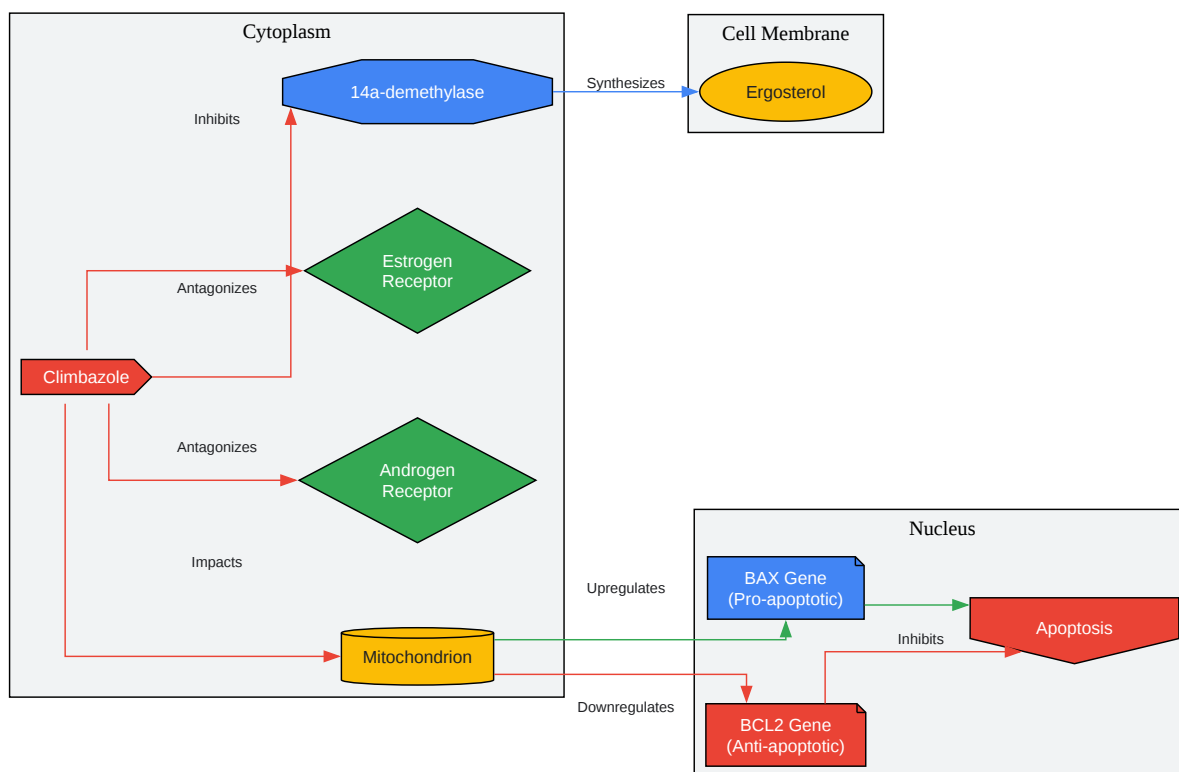 Cytoplasm
Cell Membrane
14a-demethylase
Synthesizes
Ergosterol
Inhibits
Estrogen
Receptor
Antagonizes
Climbazole
Antagonizes
Androgen
Receptor
Nucleus
Impacts
Upregulates
BAX Gene
(Pro-apoptotic)
Apoptosis
Inhibits
Mitochondrion
Downregulates
BCL2 Gene
(Anti-apoptotic)